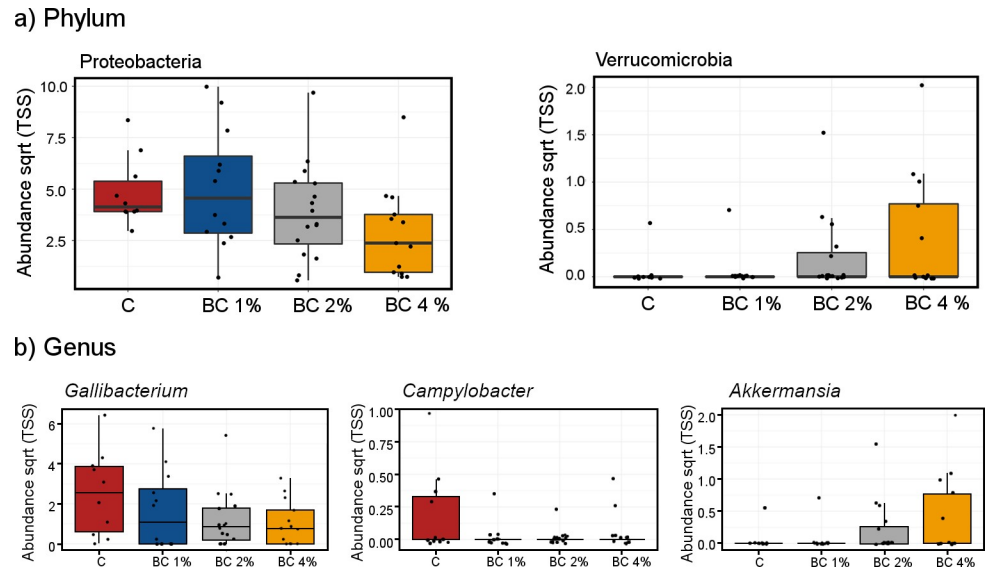 a) Phylum
Proteobacteria
Abundance sqrt (TSS)
10.0
7.5
5.0
2.5
C BC 1% BC 2% BC 4 %
Verrucomicrobia
Abundance sqrt (TSS)
2.0
1.5
1.0
0.5
0.0
C BC 1% BC 2% BC 4 %
b) Genus
Gallibacterium
Abundance sqrt (TSS)
6
4
2
0
C BC 1% BC 2% BC 4 %
Campylobacter
Abundance sqrt (TSS)
1.00
0.75
0.50
0.25
0.00
C BC 1% BC 2% BC 4%
Akkermansia
Abundance sqrt (TSS)
2.0
1.5
1.0
0.5
0.0
C BC 1% BC 2% BC 4%